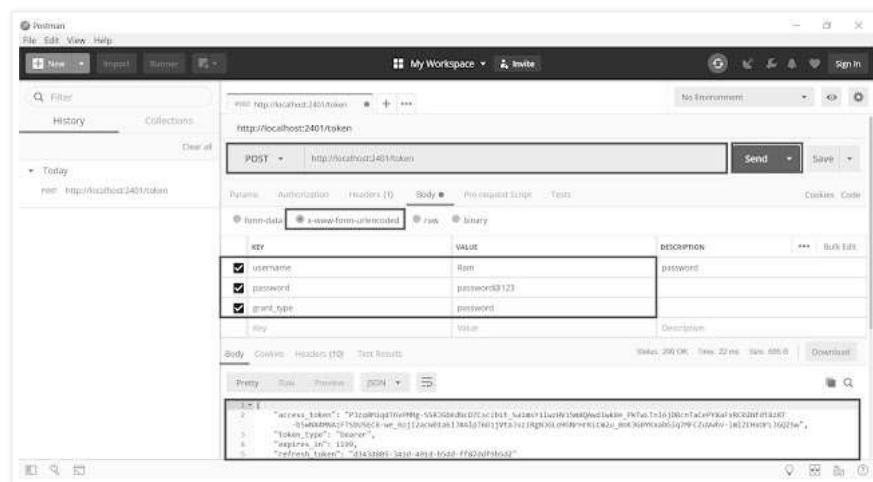 Postman
File Edit View Help
New Import Runner My Workspace Invite Sign In
Filter
History Collections
Clear all
Today
POST http://localhost:2401/token
POST http://localhost:2401/token
No Environment
http://localhost:2401/token
POST http://localhost:2401/token Send Save
Params Authorization Headers (1) Body Pre-request Script Tests Cookies Code
form-data x-www-form-urlencoded raw binary
KEY VALUE DESCRIPTION Bulk Edit
username Ram password
password password@123
grant_type password
Key Value Description
Body Cookies Headers (10) Test Results Status: 200 OK Time: 22 ms Download
Pretty Raw Preview JSON
1 {
2 "access_token":
3 "token_type": "bearer",
4 "expires_in": 1199,
5 "refresh_token":